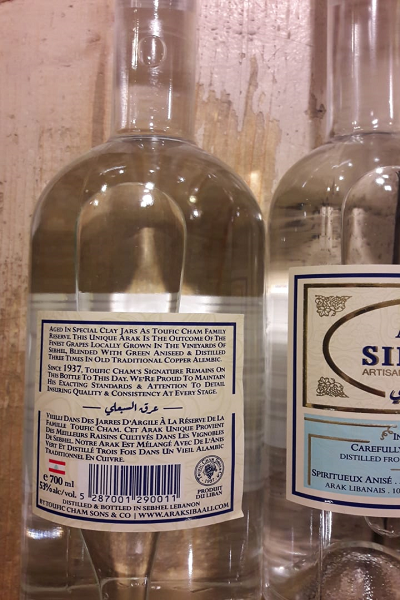 AGED IN SPECIAL CLAY JARS AS TOUFIC CHAM FAMILY
RESERVE. THIS UNIQUE ARAK IS THE OUTCOME OF THE
FINEST GRAPES LOCALLY GROWN IN THE VINEYARDS OF
SEBHEL, BLENDED WITH GREEN ANISEED & DISTILLED
THREE TIMES IN OLD TRADITIONAL COPPER ALEMBIC.
SINCE 1937, TOUFIC CHAM'S SIGNATURE REMAINS ON
THIS BOTTLE TO THIS DAY. WE'RE PROUD TO MAINTAIN
HIS EXACTING STANDARDS & ATTENTION TO DETAIL
INSURING QUALITY & CONSISTENCY AT EVERY STAGE.
عرق السبعلي
VIEILLI DANS DES JARRES D'ARGILE À LA RÉSERVE DE LA
FAMILLE TOUFIC CHAM. CET ARAK UNIQUE PROVIENT
DES MEILLEURS RAISINS CULTIVÉS DANS LES VIGNOBLES
DE SEBHEL. NOTRE ARAK EST MÉLANGÉ AVEC DE L'ANIS
VERT ET DISTILLÉ TROIS FOIS DANS UN VIEIL ALAMBIC
TRADITIONNEL EN CUIVRE.
e 700 ml
53% alc/vol.
5 287001 290011
PRODUIT
DU LIBAN
DISTILLED & BOTTLED IN SEBHEL LEBANON
BY TOUFIC CHAM SONS & CO | WWW.ARAKSIBAALI.COM
A
SI
ARTISAN
IN
CAREFULLY
DISTILLED FRO
SPIRITUEUX ANISÉ .
ARAK LIBANAIS . 10